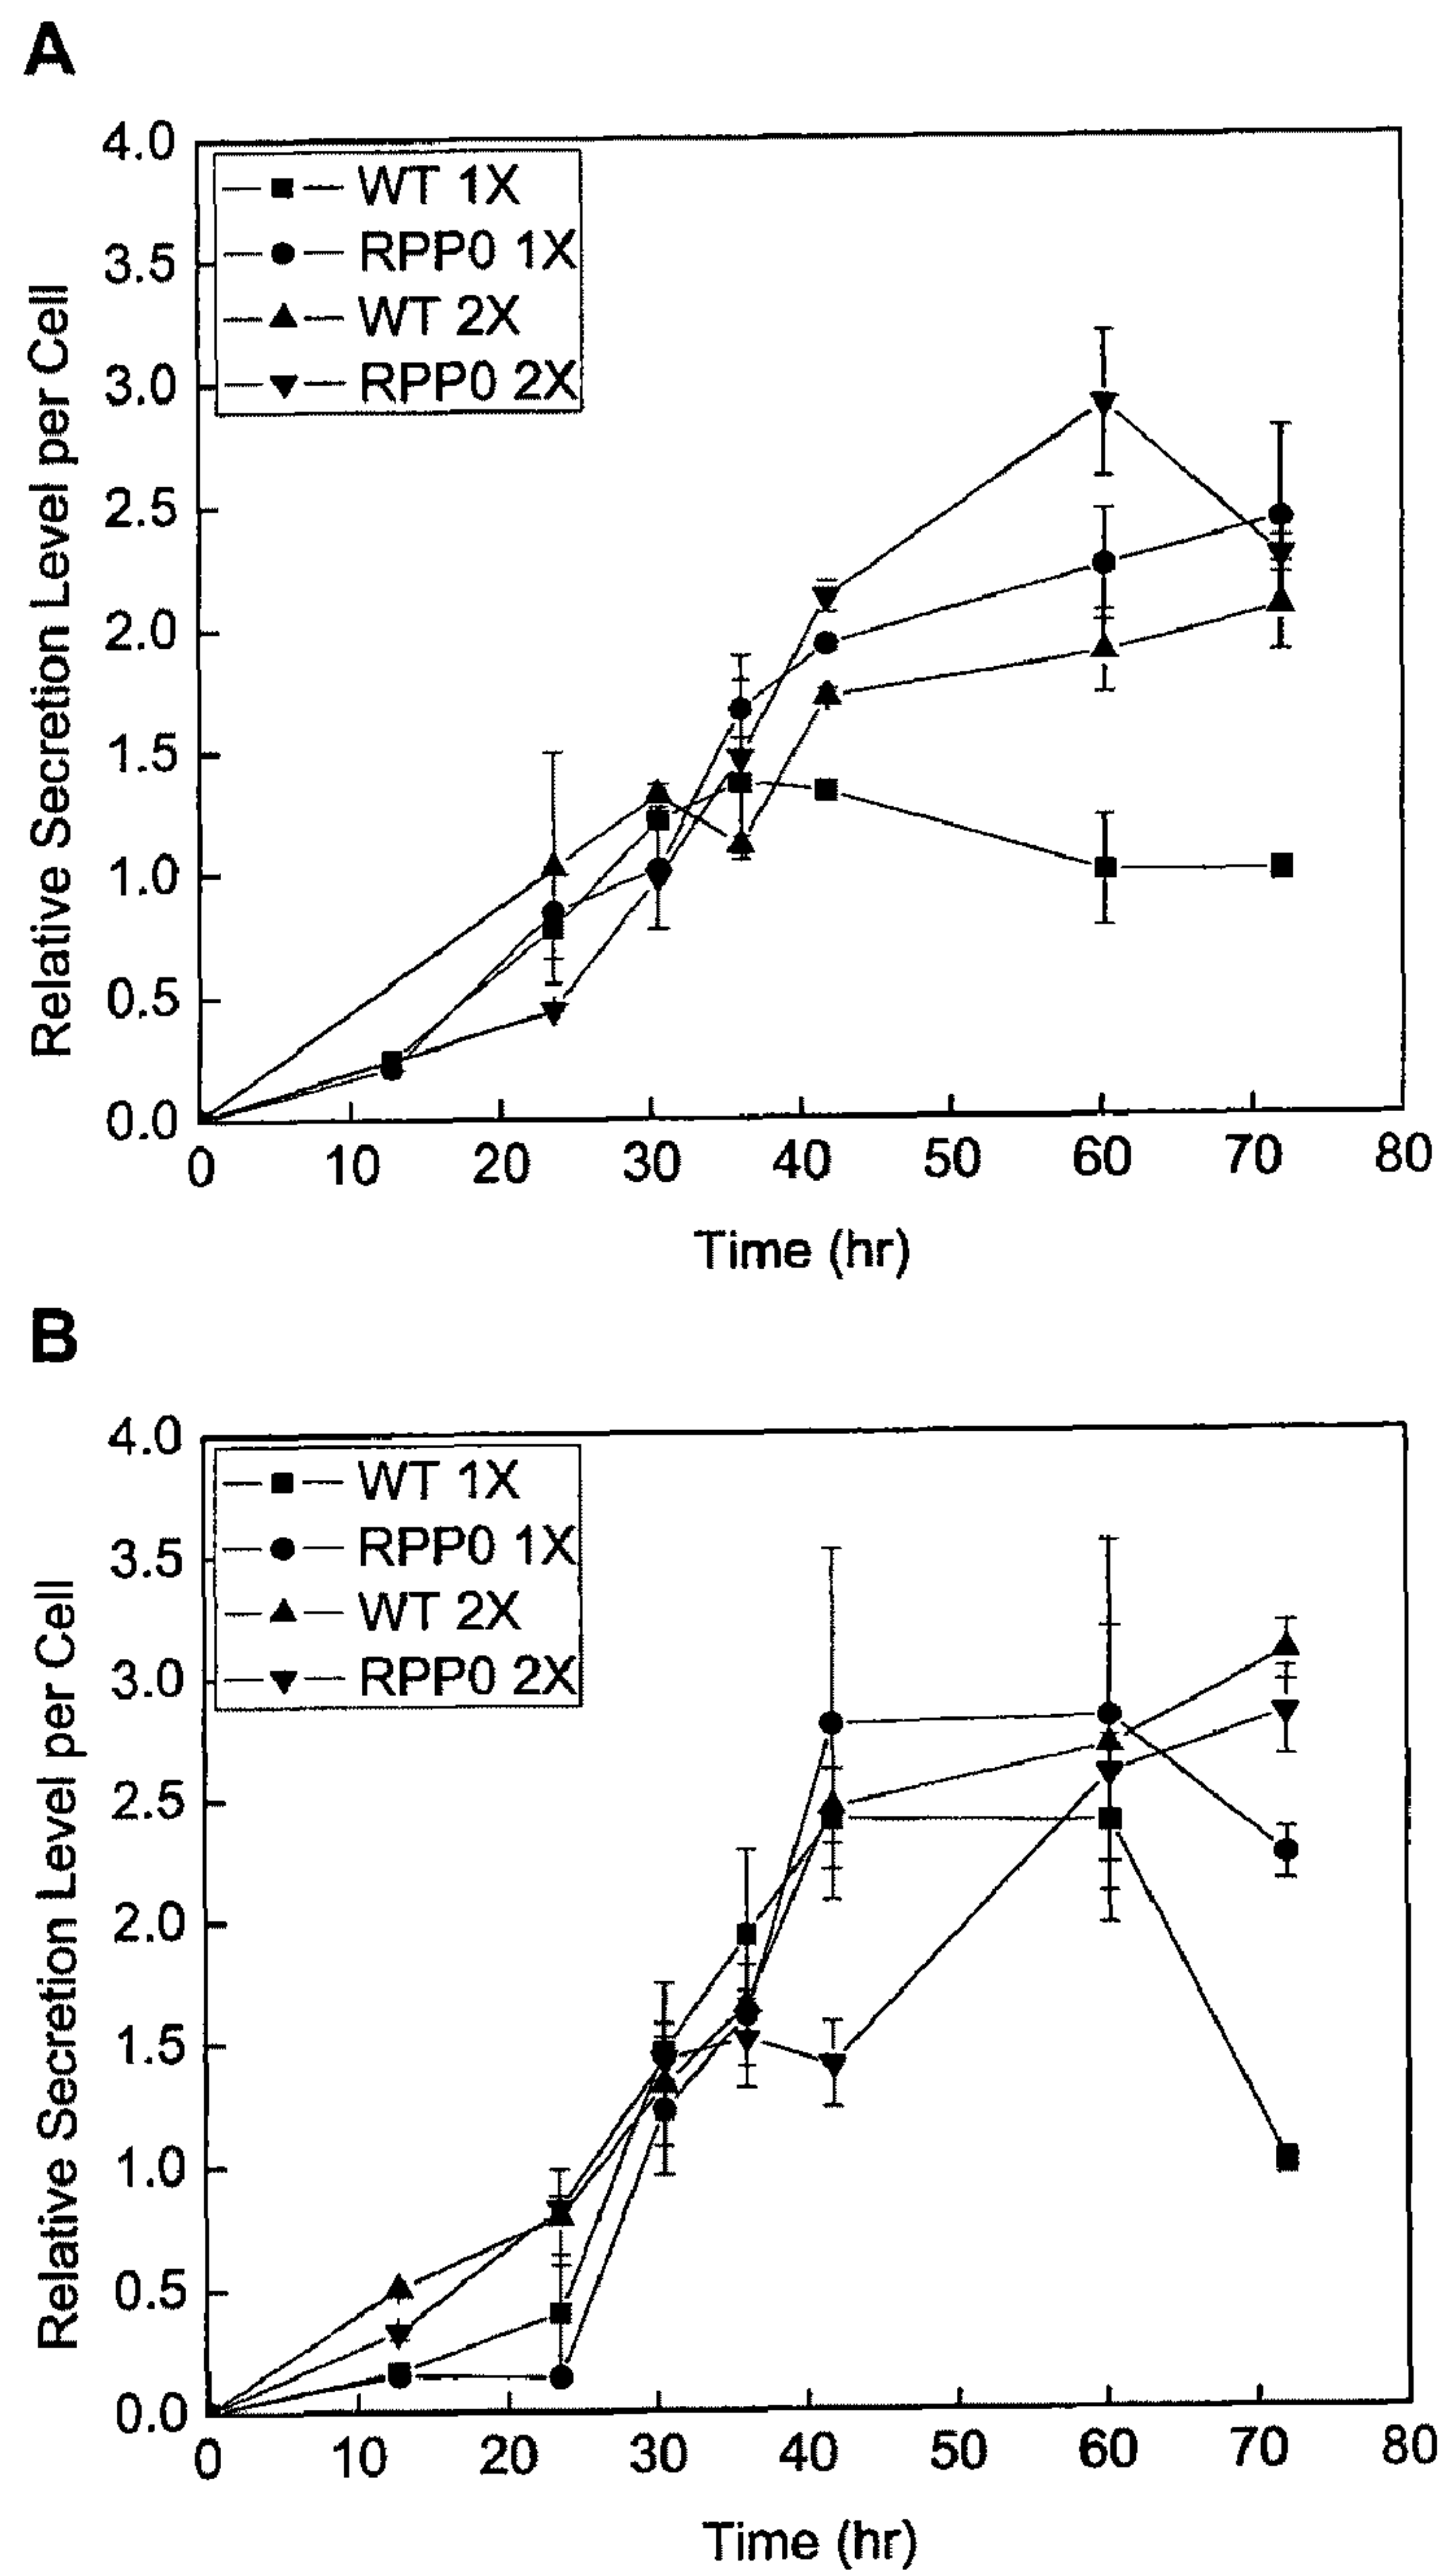 A
4.0
3.5
3.0
2.5
2.0
1.5
1.0
0.5
0.0
Relative Secretion Level per Cell
WT 1X
RPP0 1X
WT 2X
RPP0 2X
0 10 20 30 40 50 60 70 80
Time (hr)
B
4.0
3.5
3.0
2.5
2.0
1.5
1.0
0.5
0.0
Relative Secretion Level per Cell
WT 1X
RPP0 1X
WT 2X
RPP0 2X
0 10 20 30 40 50 60 70 80
Time (hr)